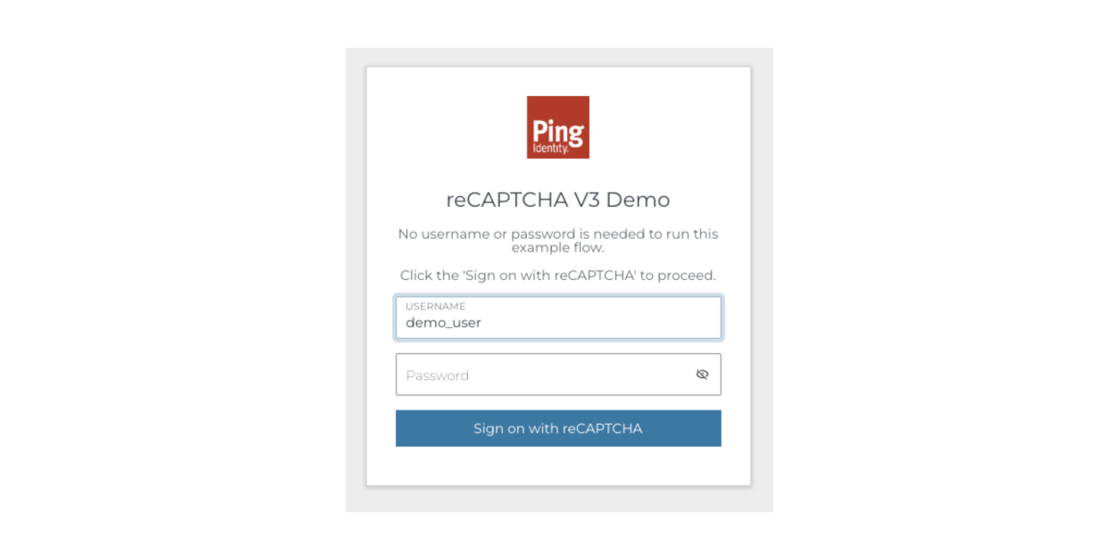 Ping
Identity.
reCAPTCHA V3 Demo
No username or password is needed to run this
example flow.
Click the 'Sign on with reCAPTCHA' to proceed.
USERNAME
demo_user
Password
Sign on with reCAPTCHA